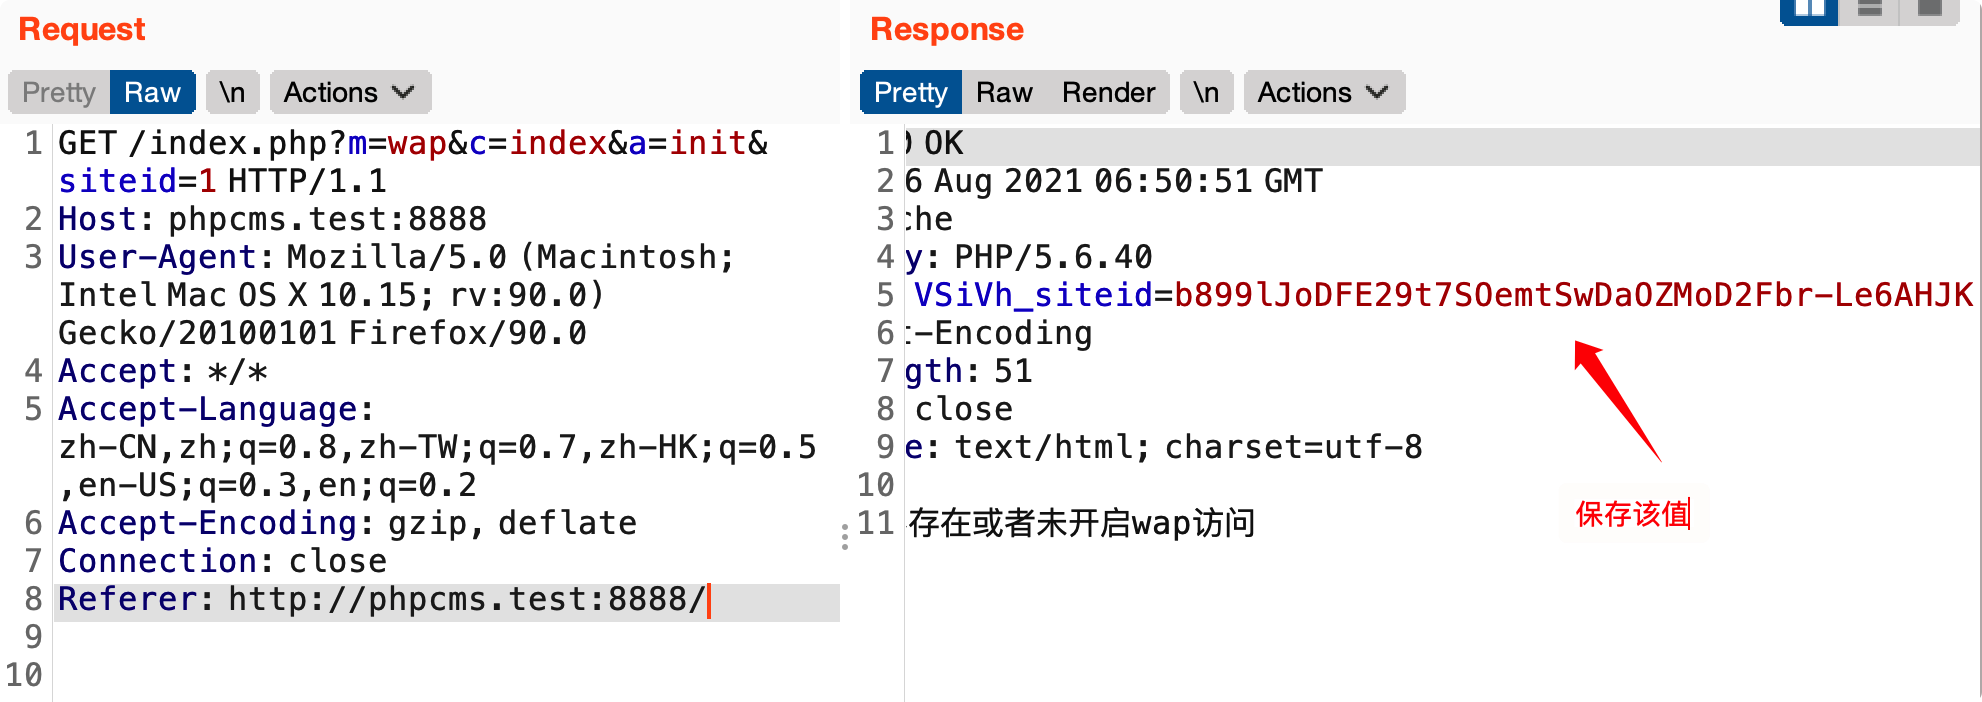 Request
Pretty Raw \n Actions
1 GET /index.php?m=wap&c=index&a=init&
siteid=1 HTTP/1.1
2 Host: phpcms.test:8888
3 User-Agent: Mozilla/5.0 (Macintosh;
Intel Mac OS X 10.15; rv:90.0)
Gecko/20100101 Firefox/90.0
4 Accept: */*
5 Accept-Language:
zh-CN,zh;q=0.8,zh-TW;q=0.7,zh-HK;q=0.5
,en-US;q=0.3,en;q=0.2
6 Accept-Encoding: gzip, deflate
7 Connection: close
8 Referer: http://phpcms.test:8888/
9
10
Response
Pretty Raw Render \n Actions
1 OK
2 6 Aug 2021 06:50:51 GMT
3 che
4 y: PHP/5.6.40
5 VSiVh_siteid=b899lJoDFE29t7SOemtSwDaOZMoD2Fbr-Le6AHJK
6 t-Encoding
7 gth: 51
8 close
9 e: text/html; charset=utf-8
10
11 存在或者未开启wap访问
保存该值